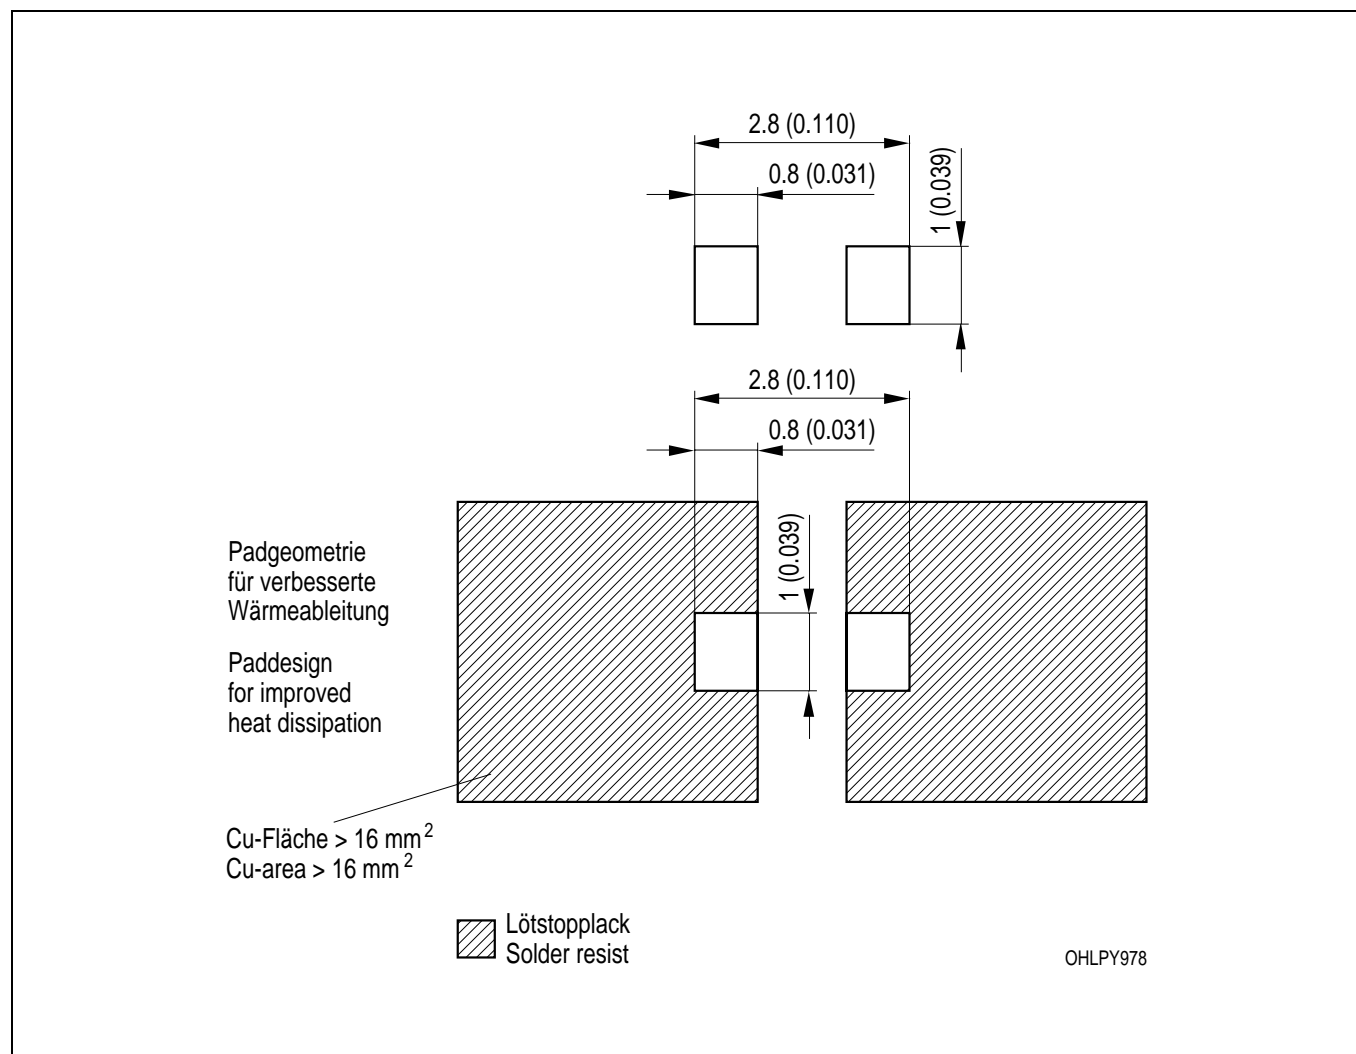 2.8 (0.110)
0.8 (0.031)
1 (0.039)
2.8 (0.110)
0.8 (0.031)
1 (0.039)
Padgeometrie
für verbesserte
Wärmeableitung
Paddesign
for improved
heat dissipation
Cu-Fläche > 16 mm²
Cu-area > 16 mm²
Lötstopplack
Solder resist
OHLPY978